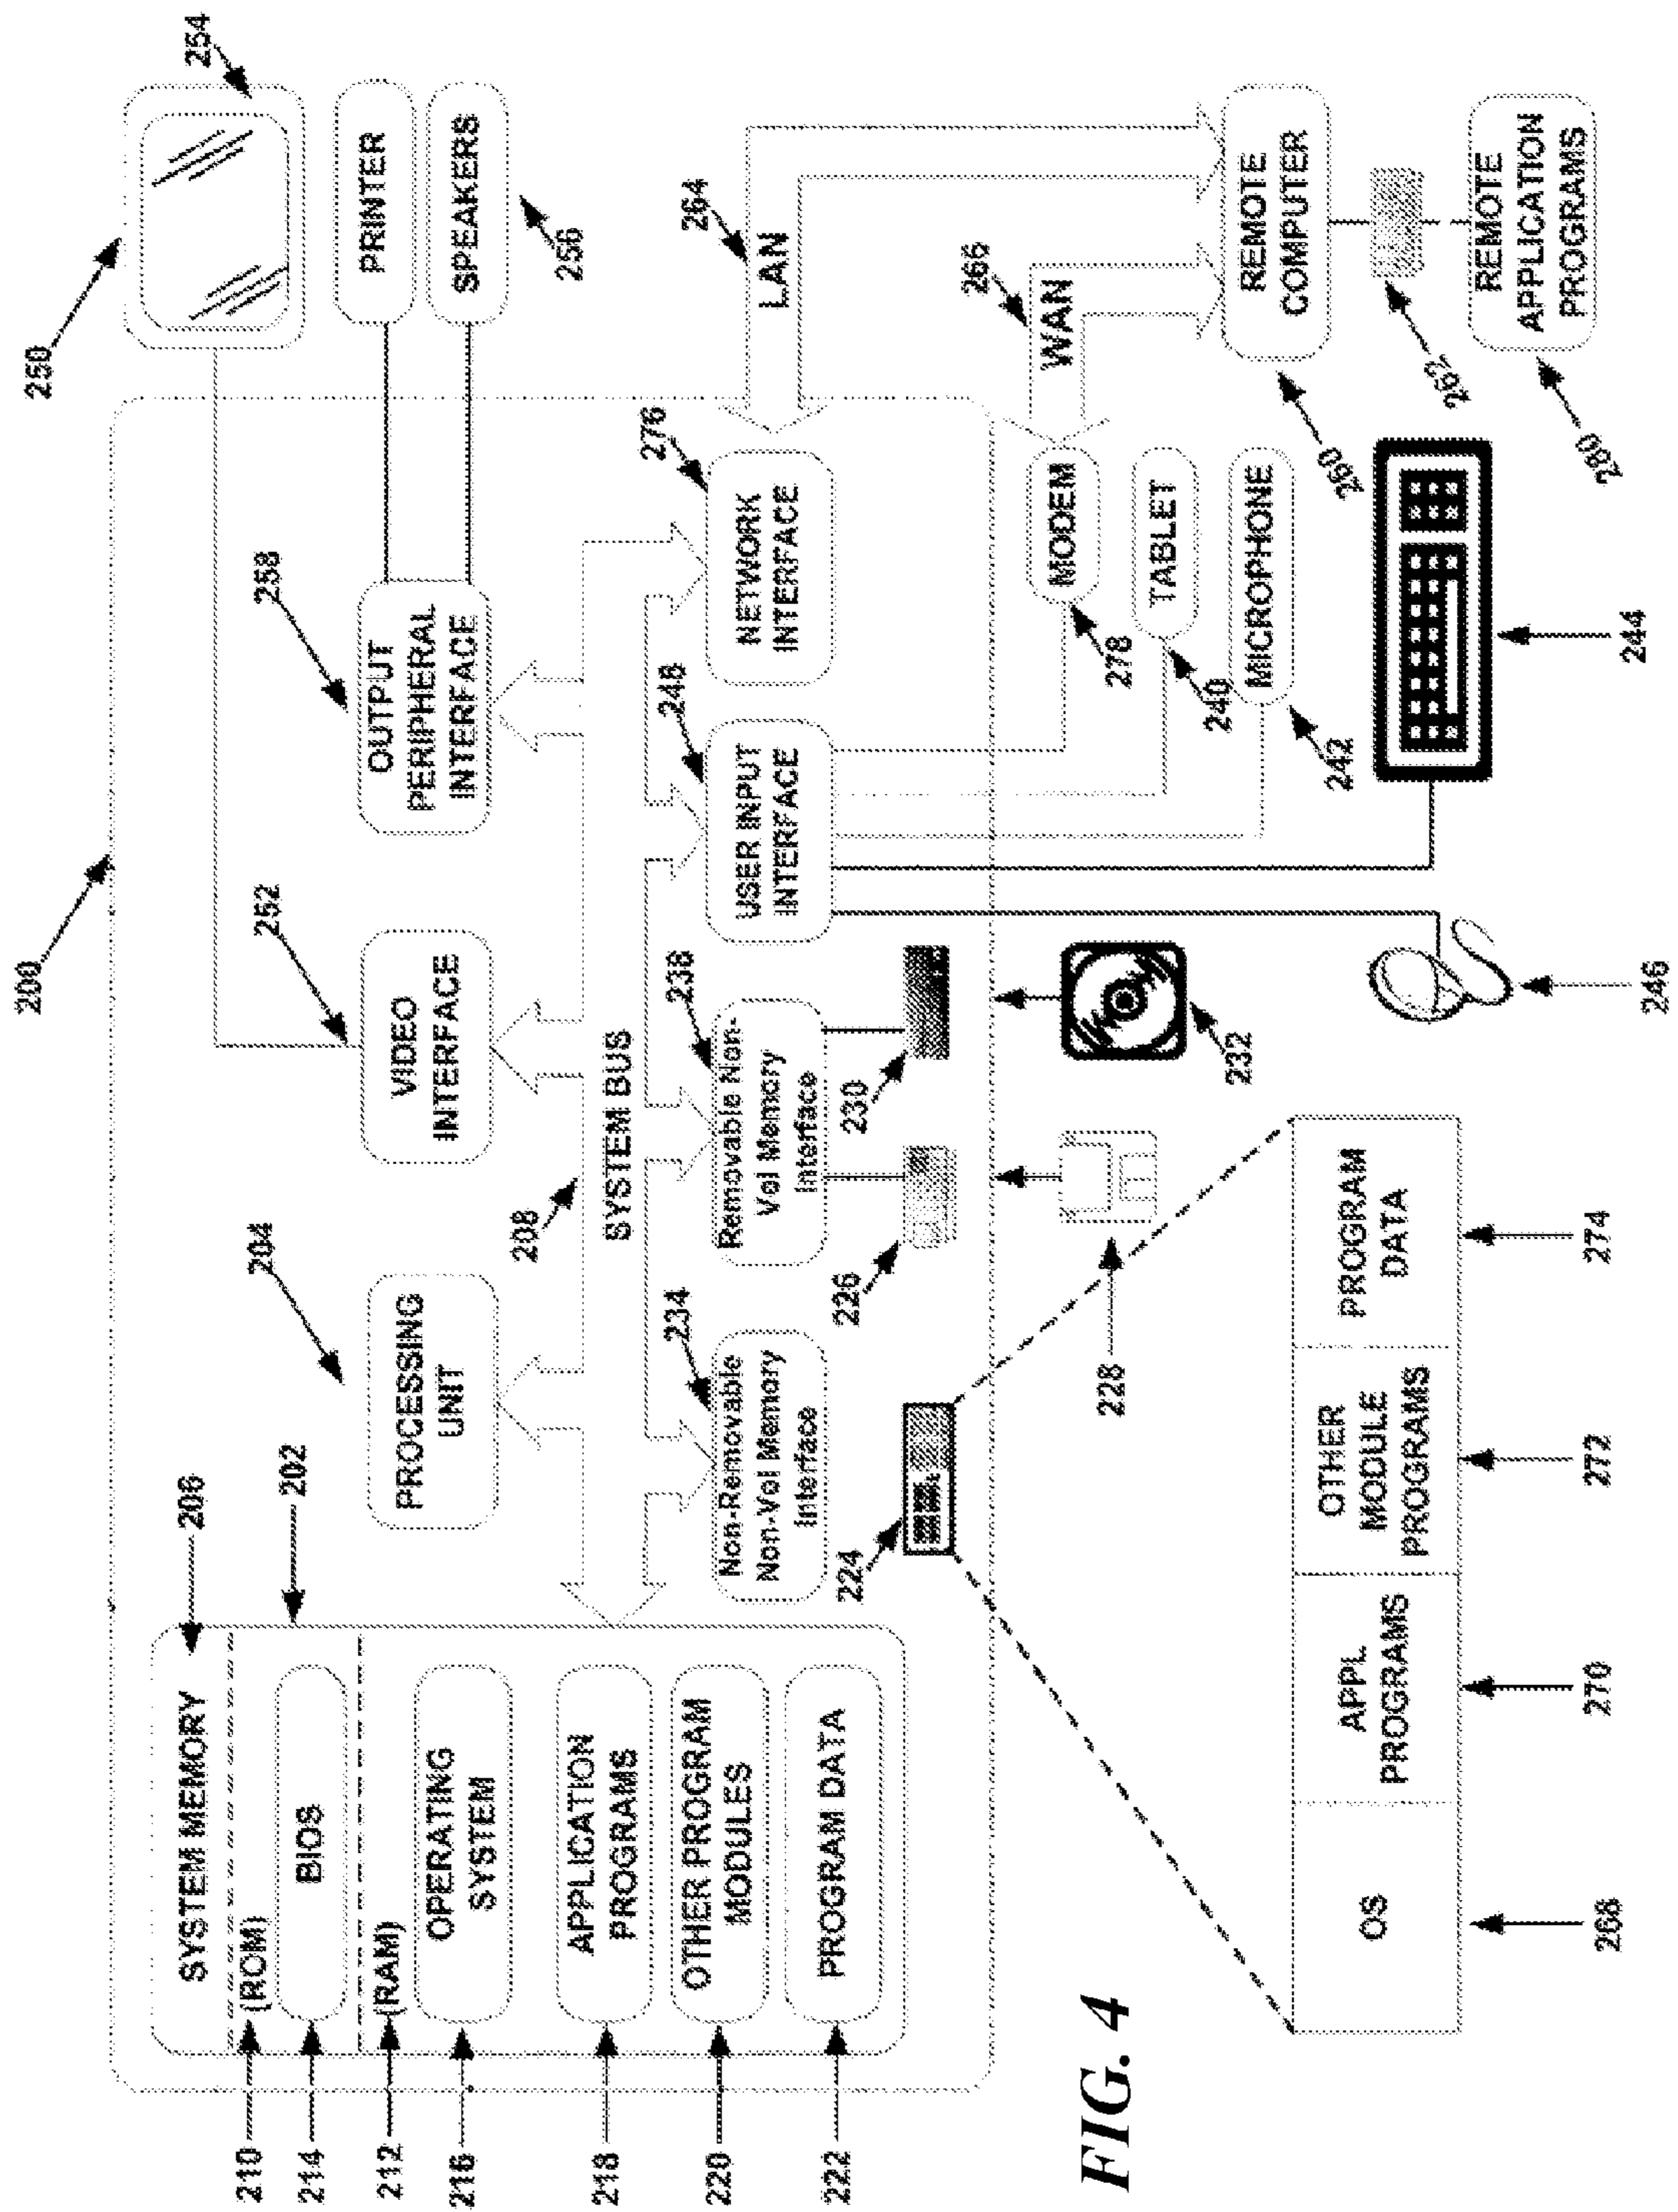 200
250
254
206
202
204
252
258
SYSTEM MEMORY
210
(ROM)
214
BIOS
212
(RAM)
216
OPERATING
SYSTEM
218
APPLICATION
PROGRAMS
220
OTHER PROGRAM
MODULES
222
PROGRAM DATA
PROCESSING
UNIT
VIDEO
INTERFACE
OUTPUT
PERIPHERAL
INTERFACE
PRINTER
SPEAKERS
256
208
SYSTEM BUS
234
Non-Removable
Non-Vol Memory
Interface
238
Removable Non-
Vol Memory
Interface
248
USER INPUT
INTERFACE
276
NETWORK
INTERFACE
264
LAN
224
226
230
266
WAN
MODEM
278
TABLET
240
MICROPHONE
242
228
232
REMOTE
COMPUTER
260
262
REMOTE
APPLICATION
PROGRAMS
280
244
246
FIG. 4
OS
APPL
PROGRAMS
OTHER
MODULE
PROGRAMS
PROGRAM
DATA
268
270
272
274